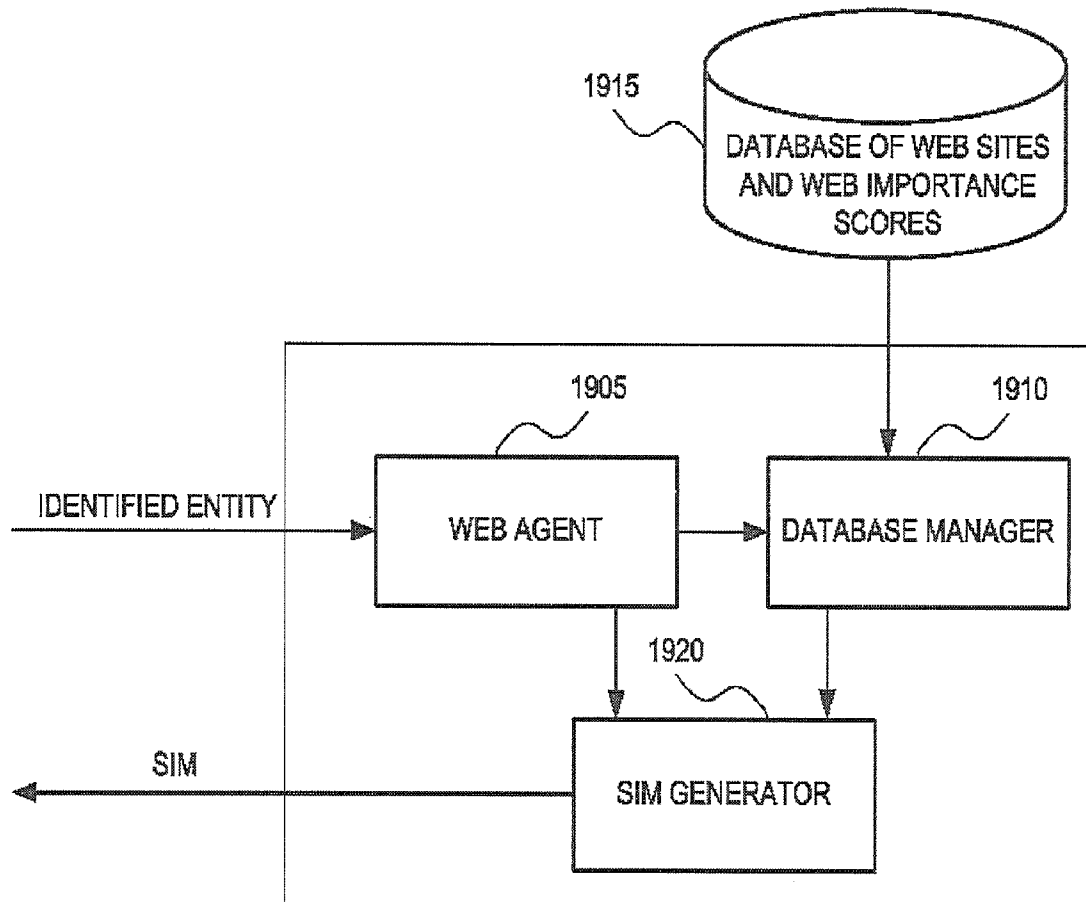 1915
DATABASE OF WEB SITES
AND WEB IMPORTANCE
SCORES
1905
1910
IDENTIFIED ENTITY
WEB AGENT
DATABASE MANAGER
1920
SIM
SIM GENERATOR